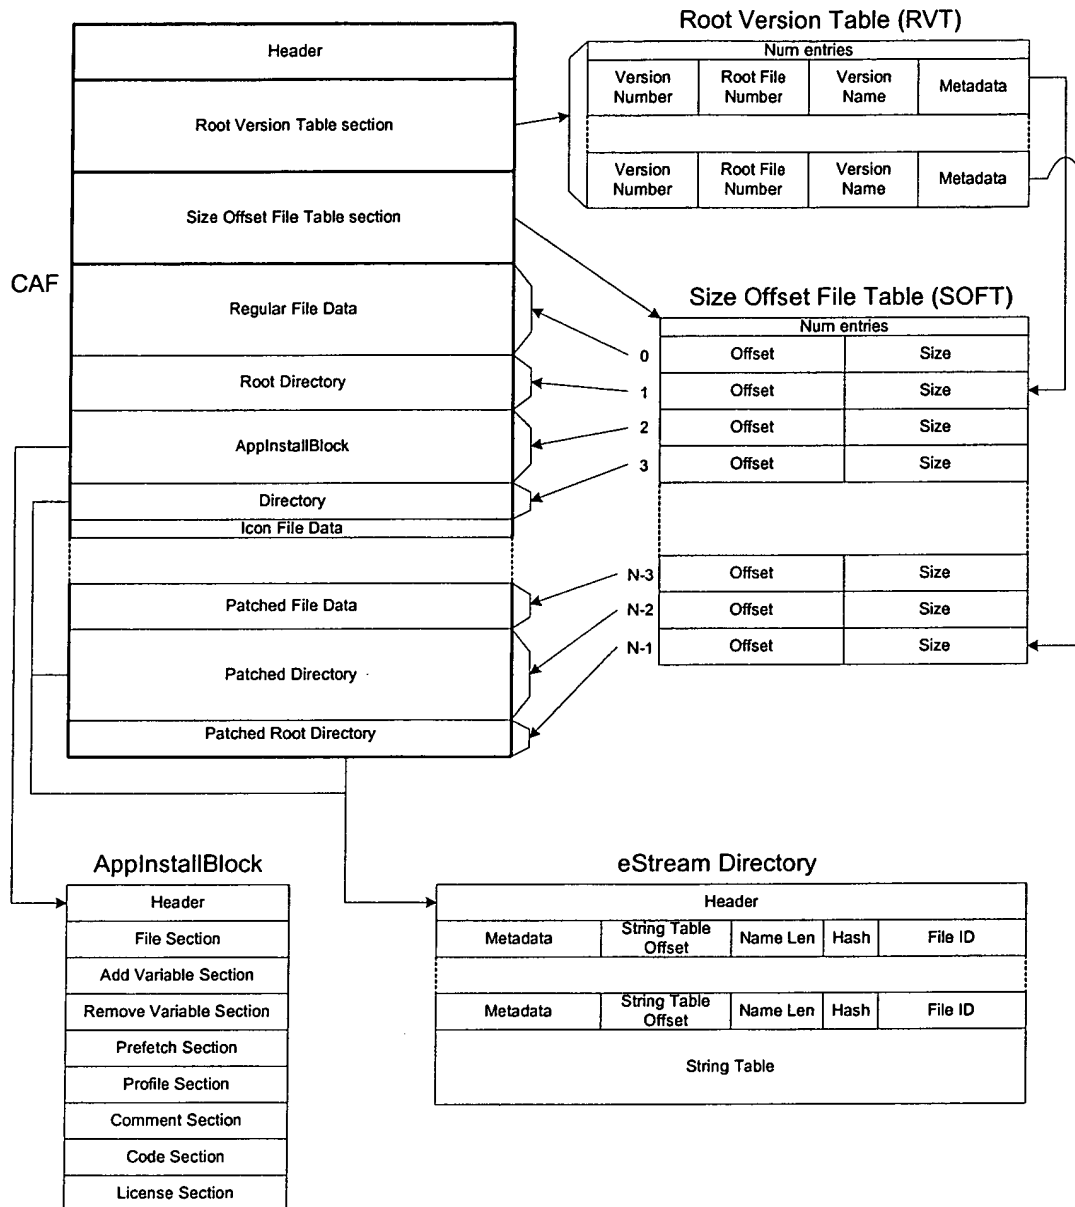 Root Version Table (RVT)
Header
Num entries
Version Number
Root File Number
Version Name
Metadata
Root Version Table section
Version Number
Root File Number
Version Name
Metadata
Size Offset File Table section
CAF
Size Offset File Table (SOFT)
Regular File Data
Num entries
0
Offset
Size
Root Directory
1
Offset
Size
AppInstallBlock
2
Offset
Size
3
Offset
Size
Directory
Icon File Data
N-3
Offset
Size
Patched File Data
N-2
Offset
Size
N-1
Offset
Size
Patched Directory
Patched Root Directory
AppInstallBlock
Header
File Section
Add Variable Section
Remove Variable Section
Prefetch Section
Profile Section
Comment Section
Code Section
License Section
eStream Directory
Header
Metadata
String Table Offset
Name Len
Hash
File ID
Metadata
String Table Offset
Name Len
Hash
File ID
String Table